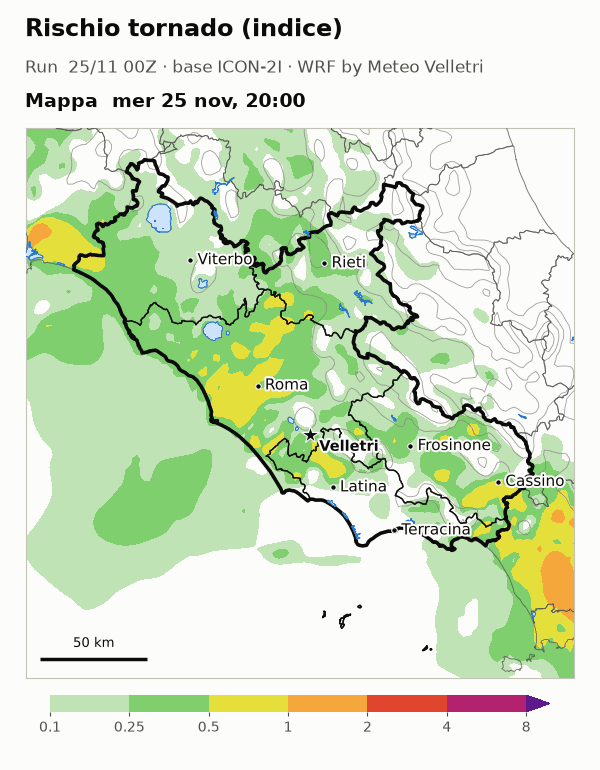 Rischio tornado (indice)
Run  25/11 00Z · base ICON-2I · WRF by Meteo Velletri
Mappa  mer 25 nov, 20:00
Viterbo
Rieti
Roma
Velletri
Frosinone
Cassino
Latina
Terracina
50 km
0.1 0.25 0.5 1 2 4 8